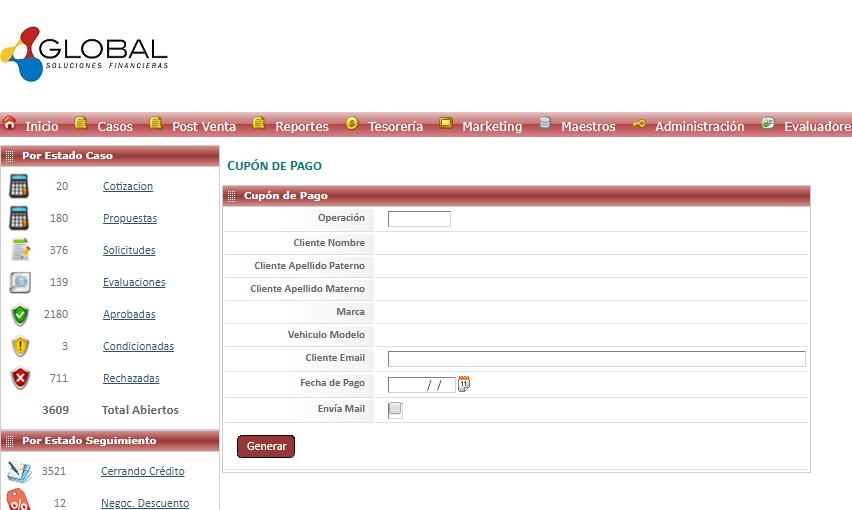 GLOBAL
SOLUCIONES FINANCIERAS
Inicio Casos Post Venta Reportes Tesorería Marketing Maestros Administración Evaluadore
Por Estado Caso
20 Cotizacion
180 Propuestas
376 Solicitudes
139 Evaluaciones
2180 Aprobadas
3 Condicionadas
711 Rechazadas
3609 Total Abiertos
Por Estado Seguimiento
3521 Cerrando Crédito
12 Negoc. Descuento
CUPÓN DE PAGO
Cupón de Pago
Operación
Cliente Nombre
Cliente Apellido Paterno
Cliente Apellido Materno
Marca
Vehiculo Modelo
Cliente Email
Fecha de Pago / / 11
Envía Mail
Generar